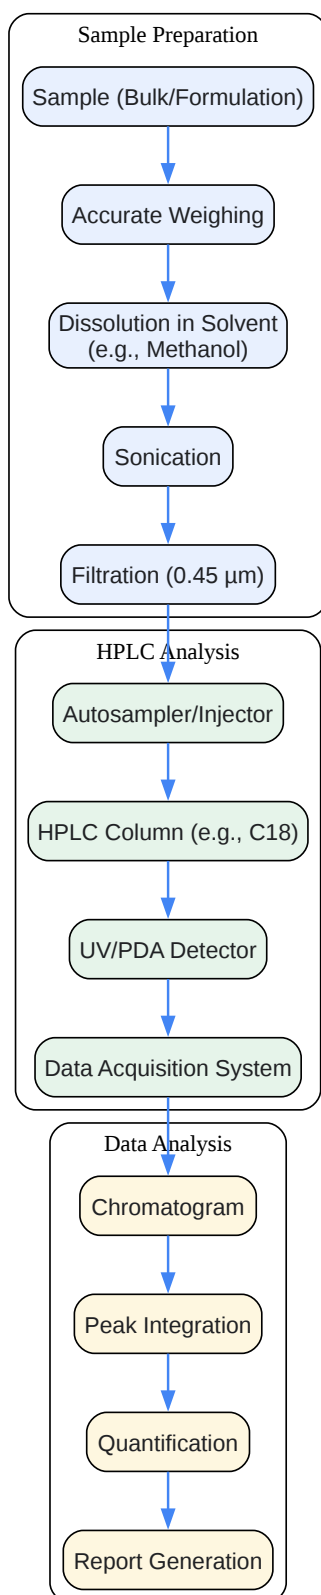 Sample Preparation
Sample (Bulk/Formulation)
Accurate Weighing
Dissolution in Solvent
(e.g., Methanol)
Sonication
Filtration (0.45 µm)
HPLC Analysis
Autosampler/Injector
HPLC Column (e.g., C18)
UV/PDA Detector
Data Acquisition System
Data Analysis
Chromatogram
Peak Integration
Quantification
Report Generation